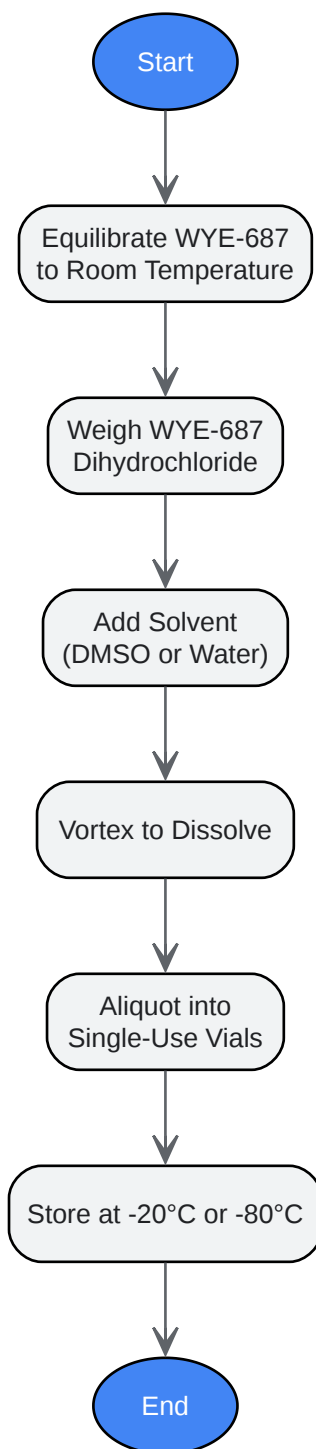 Start
Equilibrate WYE-687
to Room Temperature
Weigh WYE-687
Dihydrochloride
Add Solvent
(DMSO or Water)
Vortex to Dissolve
Aliquot into
Single-Use Vials
Store at -20°C or -80°C
End